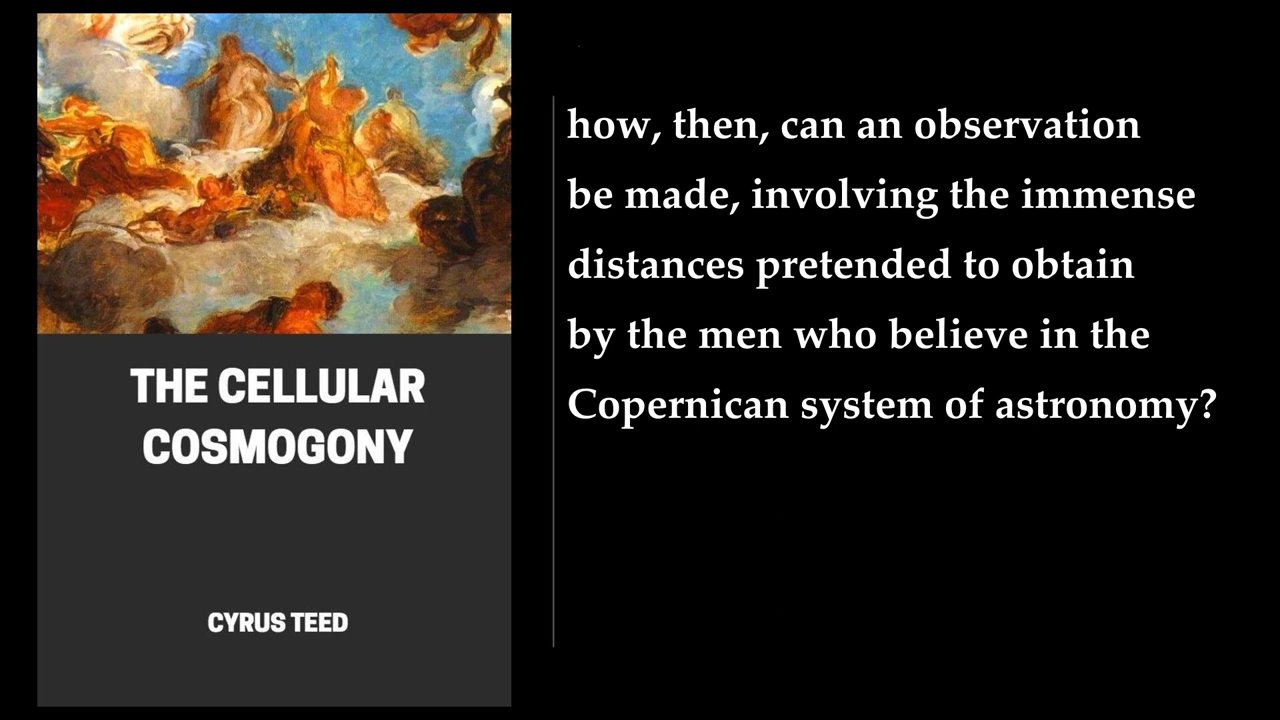 THE CELLULAR
COSMOGONY
CYRUS TEED
how, then, can an observation
be made, involving the immense
distances pretended to obtain
by the men who believe in the
Copernican system of astronomy?